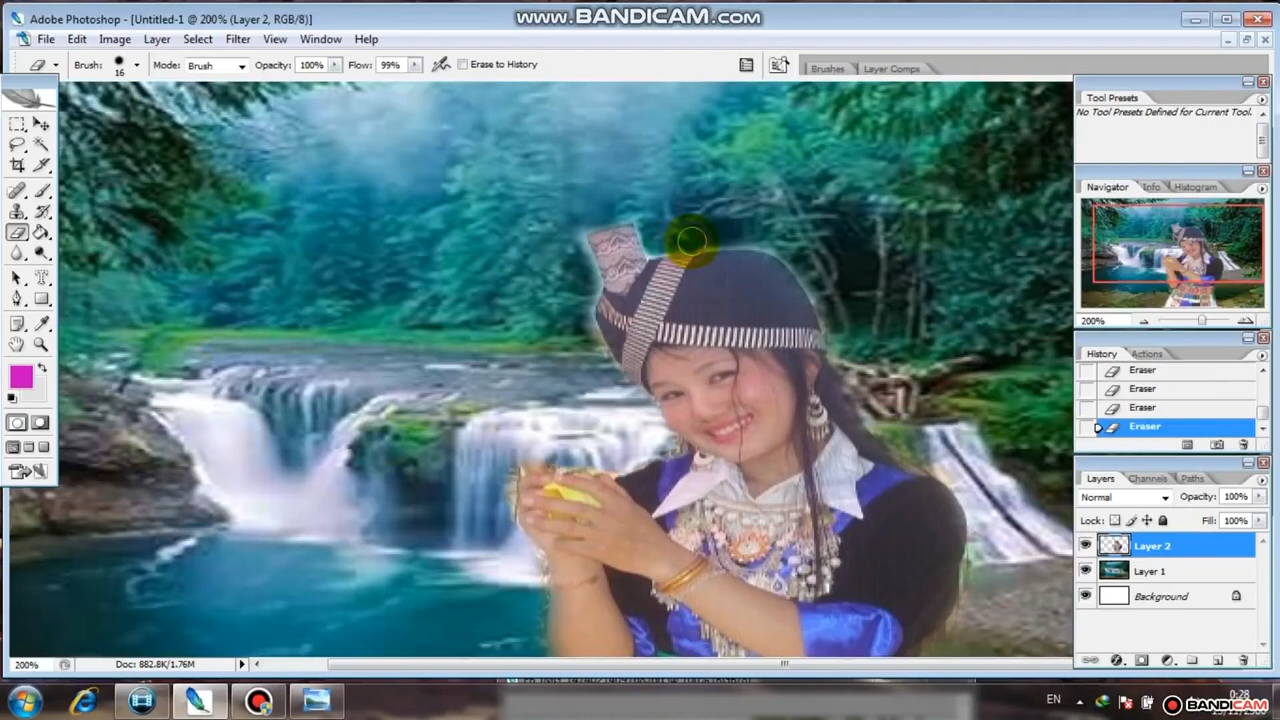 Adobe Photoshop - [Untitled-1 @ 200% (Layer 2, RGB/8)]
www.BANDICAM.com
File Edit Image Layer Select Filter View Window Help
Brush: 16 Mode: Brush Opacity: 100% Flow: 99% Erase to History
Brushes Layer Comps
Tool Presets
No Tool Presets Defined for Current Tool.
Navigator Info Histogram
200%
History Actions
Eraser
Eraser
Eraser
Eraser
Layers Channels Paths
Normal Opacity: 100%
Lock: Fill: 100%
Layer 2
Layer 1
Background
200% Doc: 882.8K/1.76M
EN 0:28
BANDICAM